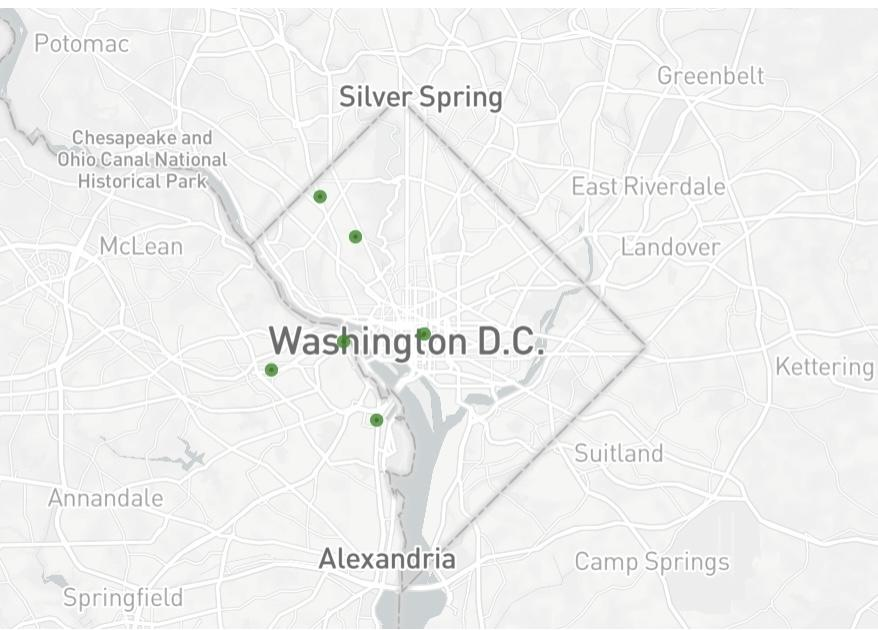 Potomac
Greenbelt
Silver Spring
Chesapeake and
Ohio Canal National
Historical Park
East Riverdale
McLean
Landover
Washington D.C.
Kettering
Suitland
Annandale
Alexandria
Camp Springs
Springfield